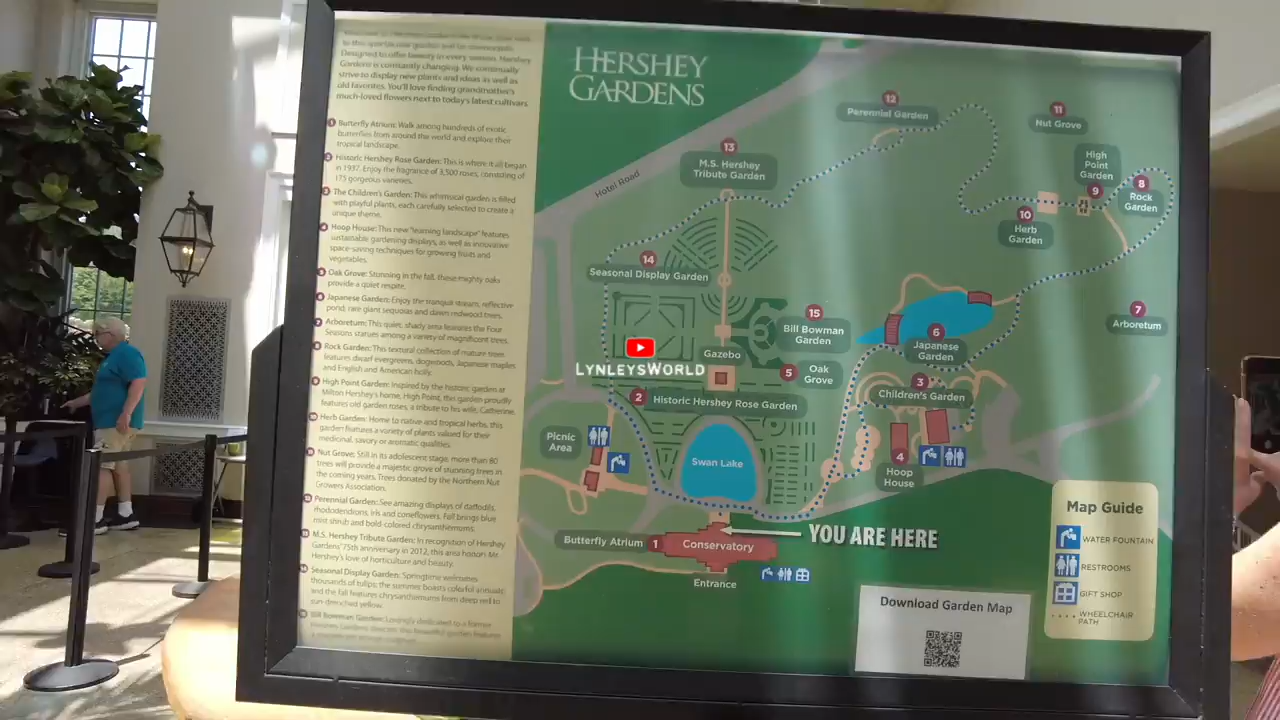 to this
Designed to offer beauty in every season, Hershey
Gardens is constantly changing. We continually
strive to display new plants and ideas as well as
old favorites. You'll love finding grandmother's
much-loved flowers next to today's latest cultivars.
1 Butterfly Atrium: Walk among hundreds of exotic
butterflies from around the world and explore their
tropical landscape.
2 Historic Hershey Rose Garden: This is where it all began
in 1937. Enjoy the fragrance of 3,500 roses, consisting of
175 gorgeous varieties.
3 The Children's Garden: This whimsical garden is filled
with playful plants, each carefully selected to create a
unique theme.
4 Hoop House: This new "learning landscape" features
sustainable gardening displays, as well as innovative
space-saving techniques for growing fruits and
vegetables.
5 Oak Grove: Stunning in the fall, these mighty oaks
provide a quiet respite.
6 Japanese Garden: Enjoy the tranquil stream, reflective
pond, rare giant sequoias and dawn redwood trees.
7 Arboretum: This quiet, shady area features the Four
Seasons statues among a variety of magnificent trees.
8 Rock Garden: This textural collection of mature trees
features dwarf evergreens, dogwoods, Japanese maples
and English and American holly.
9 High Point Garden: Inspired by the historic garden at
Milton Hershey's home, High Point, this garden proudly
features old garden roses, a tribute to his wife, Catherine.
10 Herb Garden: Home to native and tropical herbs, this
garden features a variety of plants valued for their
medicinal, savory or aromatic qualities.
11 Nut Grove: Still in its adolescent stage, more than 80
trees will provide a majestic grove of stunning trees in
the coming years. Trees donated by the Northern Nut
Growers Association.
12 Perennial Garden: See amazing displays of daffodils,
rhododendrons, iris and coneflowers. Fall brings blue
mist shrub and bold-colored chrysanthemums.
13 M.S. Hershey Tribute Garden: In recognition of Hershey
Gardens' 75th anniversary in 2012, this area honors Mr.
Hershey's love of horticulture and beauty.
14 Seasonal Display Garden: Springtime welcomes
thousands of tulips; the summer boasts colorful annuals
and the fall features chrysanthemums from deep red to
sun-drenched yellow.
15 Bill Bowman Garden: Lovingly dedicated to a former
HERSHEY
GARDENS
Hotel Road
12
Perennial Garden
11
Nut Grove
13
M.S. Hershey
Tribute Garden
High
Point
Garden
9
8
Rock
Garden
10
Herb
Garden
14
Seasonal Display Garden
15
Bill Bowman
Garden
7
Arboretum
6
Japanese
Garden
Gazebo
LYNLEYSWORLD
5 Oak
Grove
3
Children's Garden
2 Historic Hershey Rose Garden
Picnic
Area
Swan Lake
4
Hoop
House
YOU ARE HERE
Butterfly Atrium 1 Conservatory
Entrance
Map Guide
WATER FOUNTAIN
RESTROOMS
GIFT SHOP
WHEELCHAIR
PATH
Download Garden Map